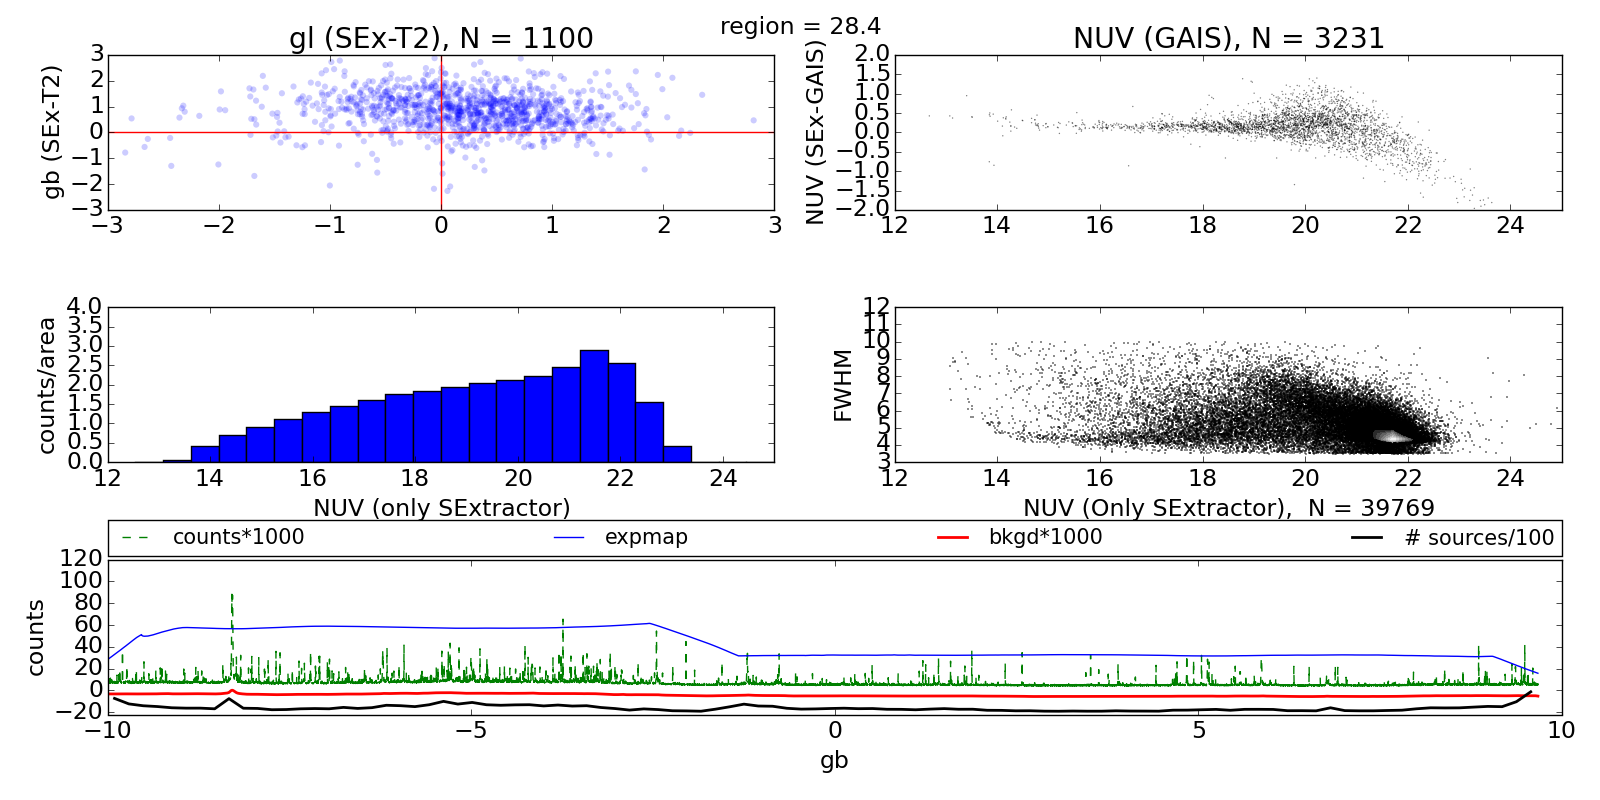 region = 28.4
gl (SEx-T2), N = 1100
gb (SEx-T2)
3
2
1
0
−1
−2
−3
−3 −2 −1 0 1 2 3
NUV (GAIS), N = 3231
NUV (SEx-GAIS)
2.0
1.5
1.0
0.5
0.0
−0.5
−1.0
−1.5
−2.0
12 14 16 18 20 22 24
counts/area
4.0
3.5
3.0
2.5
2.0
1.5
1.0
0.5
0.0
12 14 16 18 20 22 24
NUV (only SExtractor)
FWHM
12
11
10
9
8
7
6
5
4
3
12 14 16 18 20 22 24
NUV (Only SExtractor), N = 39769
counts*1000 expmap bkgd*1000 # sources/100
counts
120
100
80
60
40
20
0
−20
−10 −5 0 5 10
gb